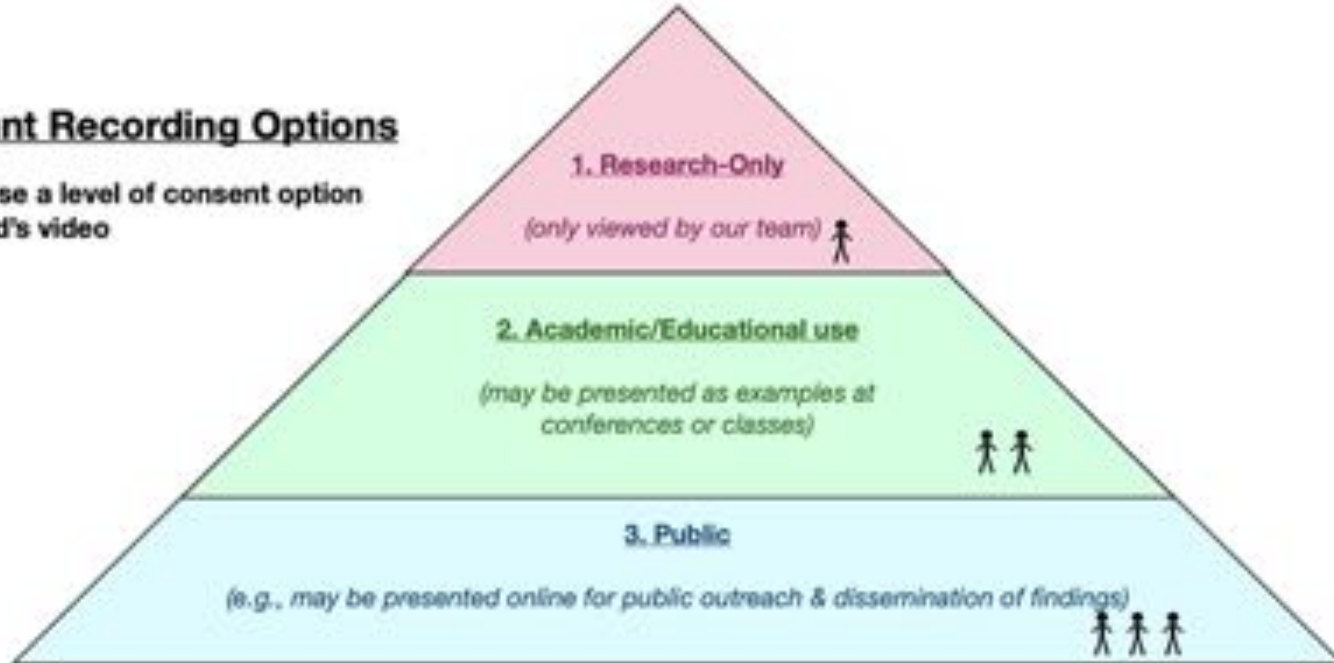 nt Recording Options
se a level of consent option
d's video
1. Research-Only
(only viewed by our team)
2. Academic/Educational use
(may be presented as examples at
conferences or classes)
3. Public
(e.g., may be presented online for public outreach & dissemination of findings)